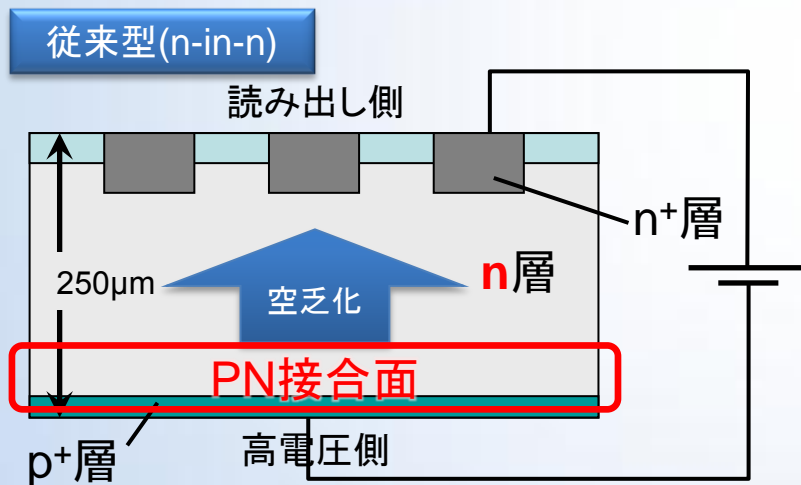 従来型(n-in-n)
読み出し側
n⁺層
n層
250μm
空乏化
PN接合面
p⁺層
高電圧側